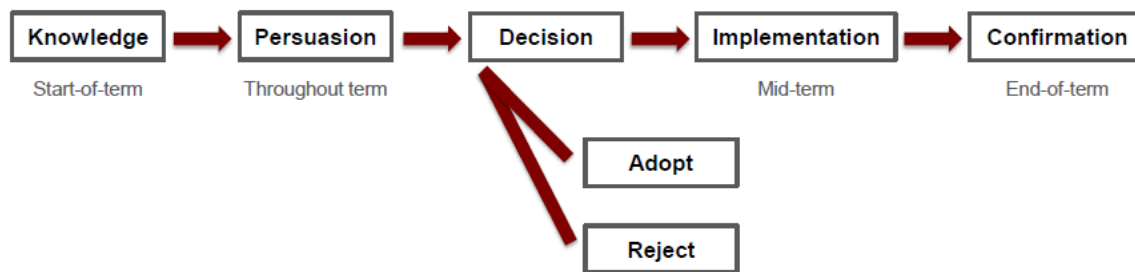 Knowledge
Persuasion
Decision
Implementation
Confirmation
Start-of-term
Throughout term
Mid-term
End-of-term
Adopt
Reject